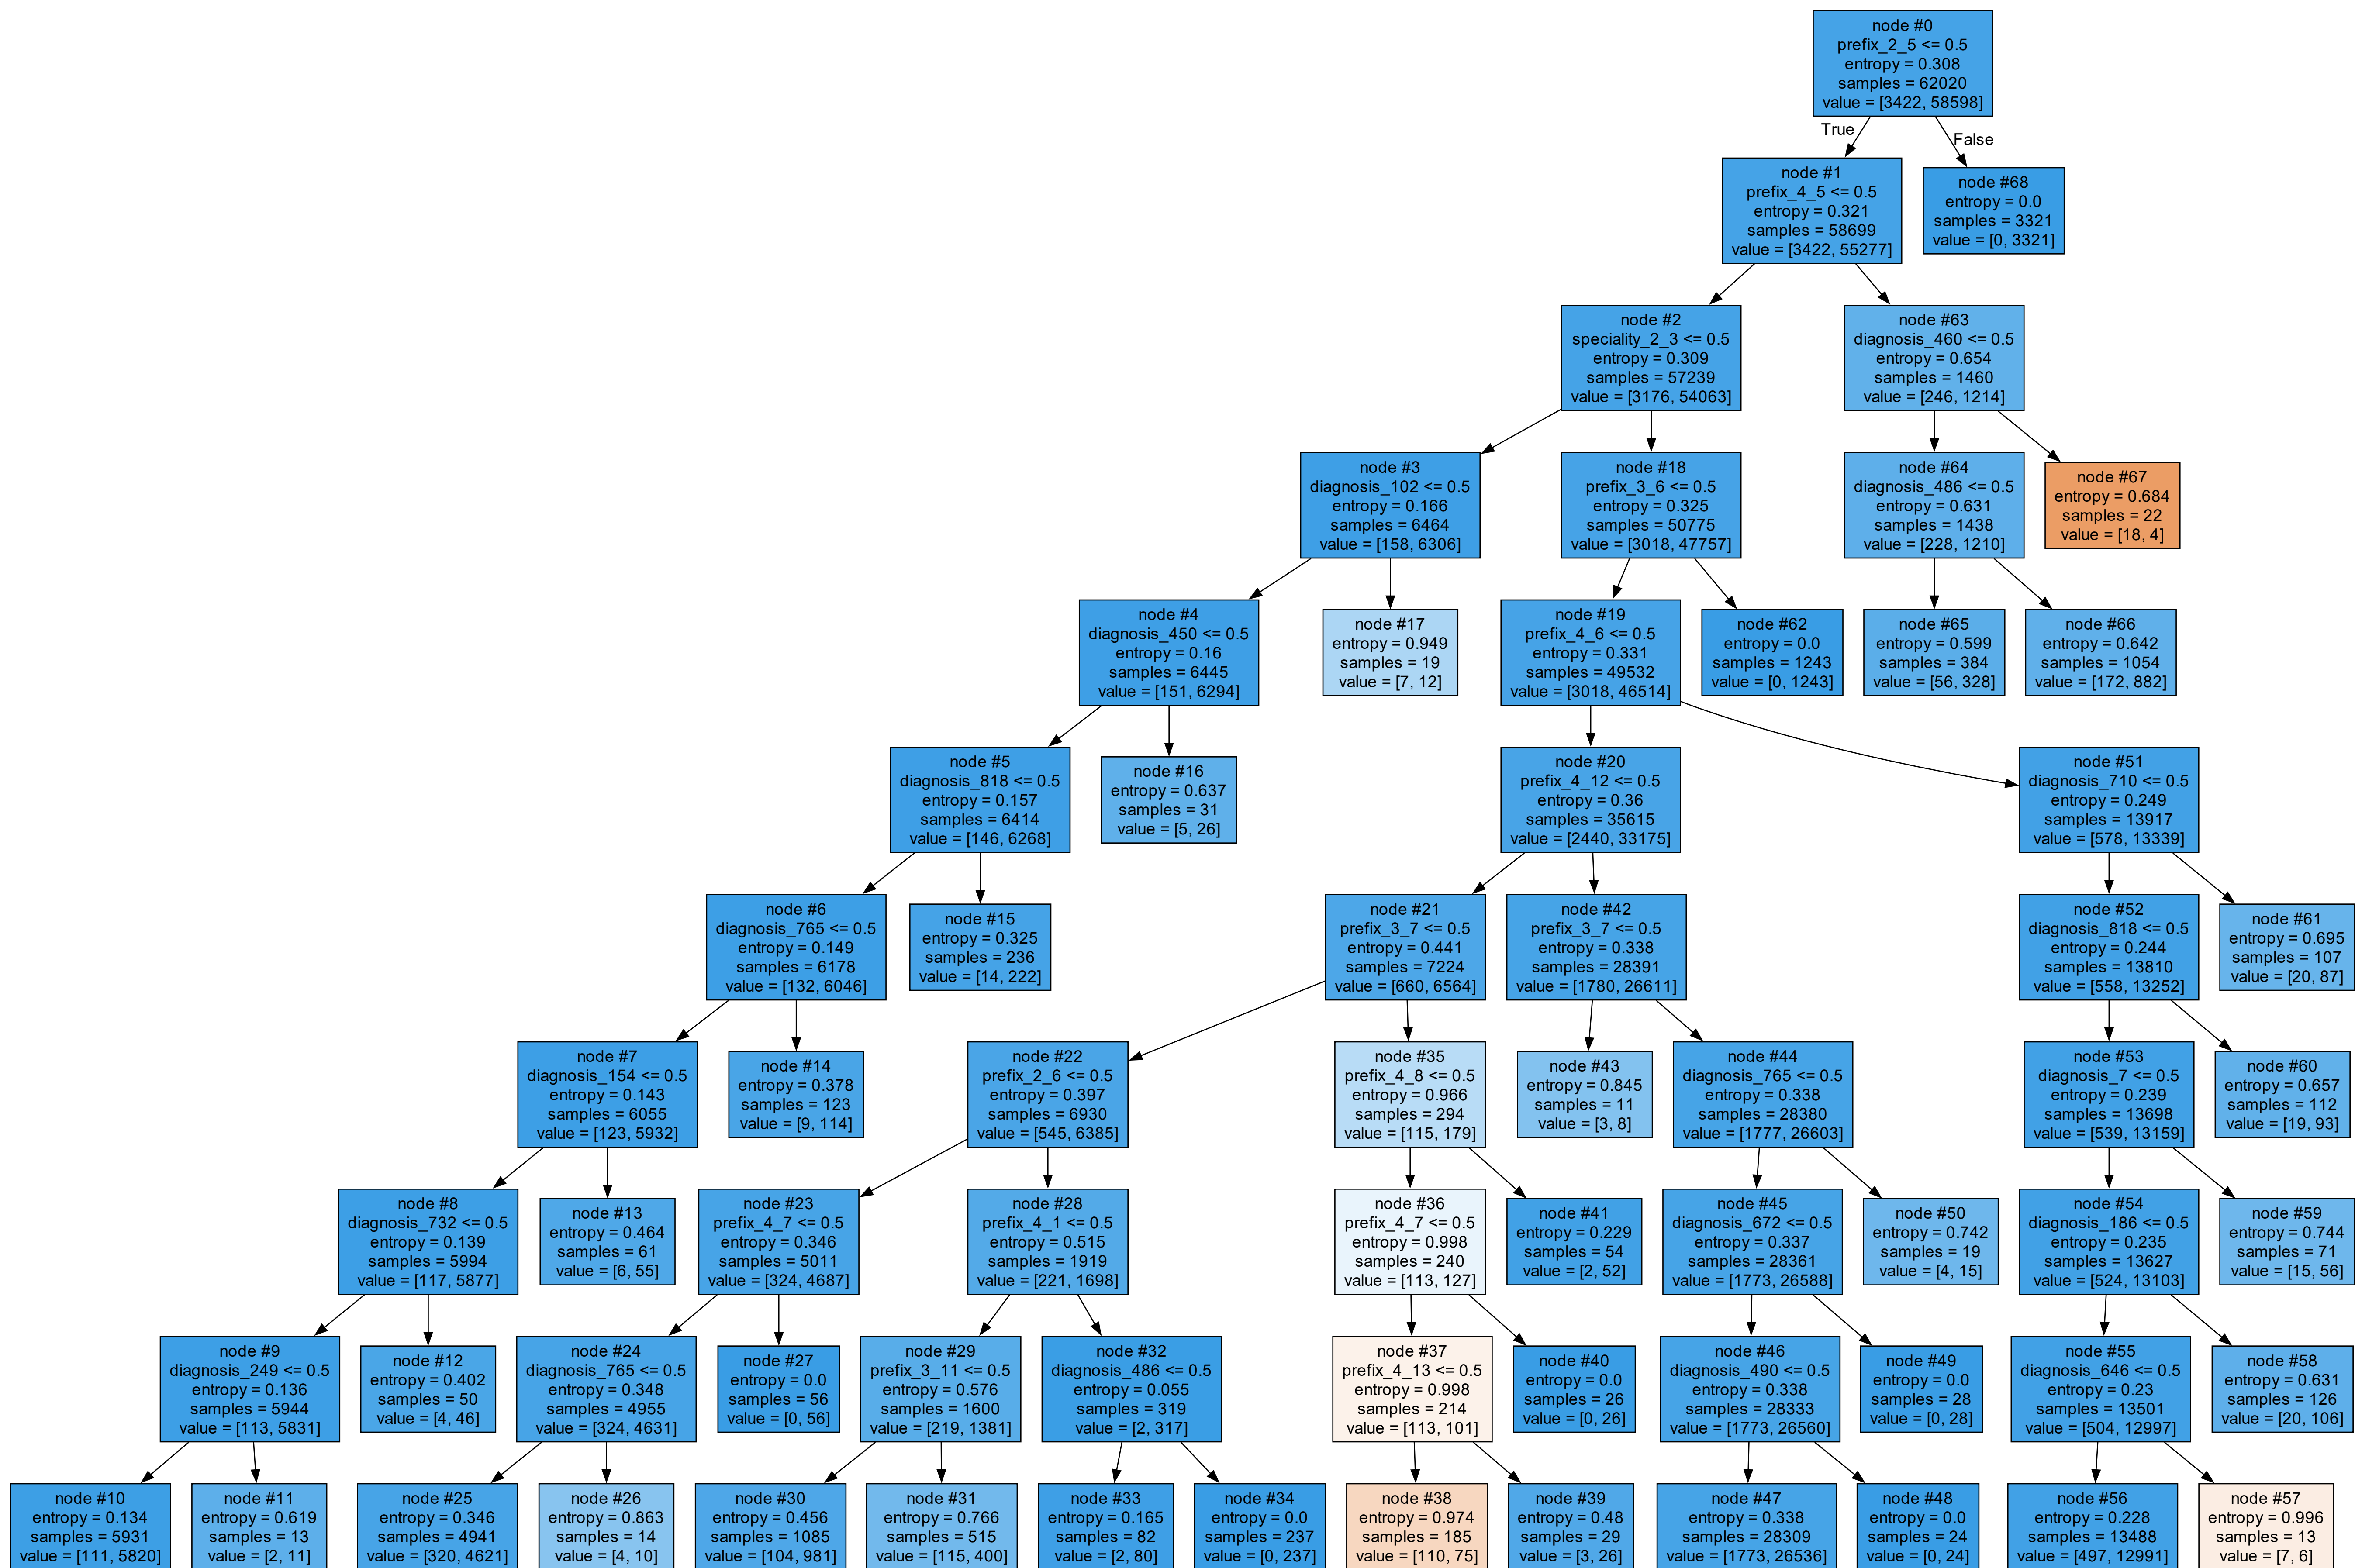 node #0
prefix_2_5 <= 0.5
entropy = 0.308
samples = 62020
value = [3422, 58598]
True
False
node #1
prefix_4_5 <= 0.5
entropy = 0.321
samples = 58699
value = [3422, 55277]
node #68
entropy = 0.0
samples = 3321
value = [0, 3321]
node #2
speciality_2_3 <= 0.5
entropy = 0.309
samples = 57239
value = [3176, 54063]
node #63
diagnosis_460 <= 0.5
entropy = 0.654
samples = 1460
value = [246, 1214]
node #3
diagnosis_102 <= 0.5
entropy = 0.166
samples = 6464
value = [158, 6306]
node #18
prefix_3_6 <= 0.5
entropy = 0.325
samples = 50775
value = [3018, 47757]
node #64
diagnosis_486 <= 0.5
entropy = 0.631
samples = 1438
value = [228, 1210]
node #67
entropy = 0.684
samples = 22
value = [18, 4]
node #4
diagnosis_450 <= 0.5
entropy = 0.16
samples = 6445
value = [151, 6294]
node #17
entropy = 0.949
samples = 19
value = [7, 12]
node #19
prefix_4_6 <= 0.5
entropy = 0.331
samples = 49532
value = [3018, 46514]
node #62
entropy = 0.0
samples = 1243
value = [0, 1243]
node #65
entropy = 0.599
samples = 384
value = [56, 328]
node #66
entropy = 0.642
samples = 1054
value = [172, 882]
node #5
diagnosis_818 <= 0.5
entropy = 0.157
samples = 6414
value = [146, 6268]
node #16
entropy = 0.637
samples = 31
value = [5, 26]
node #20
prefix_4_12 <= 0.5
entropy = 0.36
samples = 35615
value = [2440, 33175]
node #51
diagnosis_710 <= 0.5
entropy = 0.249
samples = 13917
value = [578, 13339]
node #6
diagnosis_765 <= 0.5
entropy = 0.149
samples = 6178
value = [132, 6046]
node #15
entropy = 0.325
samples = 236
value = [14, 222]
node #21
prefix_3_7 <= 0.5
entropy = 0.441
samples = 7224
value = [660, 6564]
node #42
prefix_3_7 <= 0.5
entropy = 0.338
samples = 28391
value = [1780, 26611]
node #52
diagnosis_818 <= 0.5
entropy = 0.244
samples = 13810
value = [558, 13252]
node #61
entropy = 0.695
samples = 107
value = [20, 87]
node #7
diagnosis_154 <= 0.5
entropy = 0.143
samples = 6055
value = [123, 5932]
node #14
entropy = 0.378
samples = 123
value = [9, 114]
node #22
prefix_2_6 <= 0.5
entropy = 0.397
samples = 6930
value = [545, 6385]
node #35
prefix_4_8 <= 0.5
entropy = 0.966
samples = 294
value = [115, 179]
node #43
entropy = 0.845
samples = 11
value = [3, 8]
node #44
diagnosis_765 <= 0.5
entropy = 0.338
samples = 28380
value = [1777, 26603]
node #53
diagnosis_7 <= 0.5
entropy = 0.239
samples = 13698
value = [539, 13159]
node #60
entropy = 0.657
samples = 112
value = [19, 93]
node #8
diagnosis_732 <= 0.5
entropy = 0.139
samples = 5994
value = [117, 5877]
node #13
entropy = 0.464
samples = 61
value = [6, 55]
node #23
prefix_4_7 <= 0.5
entropy = 0.346
samples = 5011
value = [324, 4687]
node #28
prefix_4_1 <= 0.5
entropy = 0.515
samples = 1919
value = [221, 1698]
node #36
prefix_4_7 <= 0.5
entropy = 0.998
samples = 240
value = [113, 127]
node #41
entropy = 0.229
samples = 54
value = [2, 52]
node #45
diagnosis_672 <= 0.5
entropy = 0.337
samples = 28361
value = [1773, 26588]
node #50
entropy = 0.742
samples = 19
value = [4, 15]
node #54
diagnosis_186 <= 0.5
entropy = 0.235
samples = 13627
value = [524, 13103]
node #59
entropy = 0.744
samples = 71
value = [15, 56]
node #9
diagnosis_249 <= 0.5
entropy = 0.136
samples = 5944
value = [113, 5831]
node #12
entropy = 0.402
samples = 50
value = [4, 46]
node #24
diagnosis_765 <= 0.5
entropy = 0.348
samples = 4955
value = [324, 4631]
node #27
entropy = 0.0
samples = 56
value = [0, 56]
node #29
prefix_3_11 <= 0.5
entropy = 0.576
samples = 1600
value = [219, 1381]
node #32
diagnosis_486 <= 0.5
entropy = 0.055
samples = 319
value = [2, 317]
node #37
prefix_4_13 <= 0.5
entropy = 0.998
samples = 214
value = [113, 101]
node #40
entropy = 0.0
samples = 26
value = [0, 26]
node #46
diagnosis_490 <= 0.5
entropy = 0.338
samples = 28333
value = [1773, 26560]
node #49
entropy = 0.0
samples = 28
value = [0, 28]
node #55
diagnosis_646 <= 0.5
entropy = 0.23
samples = 13501
value = [504, 12997]
node #58
entropy = 0.631
samples = 126
value = [20, 106]
node #10
entropy = 0.134
samples = 5931
value = [111, 5820]
node #11
entropy = 0.619
samples = 13
value = [2, 11]
node #25
entropy = 0.346
samples = 4941
value = [320, 4621]
node #26
entropy = 0.863
samples = 14
value = [4, 10]
node #30
entropy = 0.456
samples = 1085
value = [104, 981]
node #31
entropy = 0.766
samples = 515
value = [115, 400]
node #33
entropy = 0.165
samples = 82
value = [2, 80]
node #34
entropy = 0.0
samples = 237
value = [0, 237]
node #38
entropy = 0.974
samples = 185
value = [110, 75]
node #39
entropy = 0.48
samples = 29
value = [3, 26]
node #47
entropy = 0.338
samples = 28309
value = [1773, 26536]
node #48
entropy = 0.0
samples = 24
value = [0, 24]
node #56
entropy = 0.228
samples = 13488
value = [497, 12991]
node #57
entropy = 0.996
samples = 13
value = [7, 6]